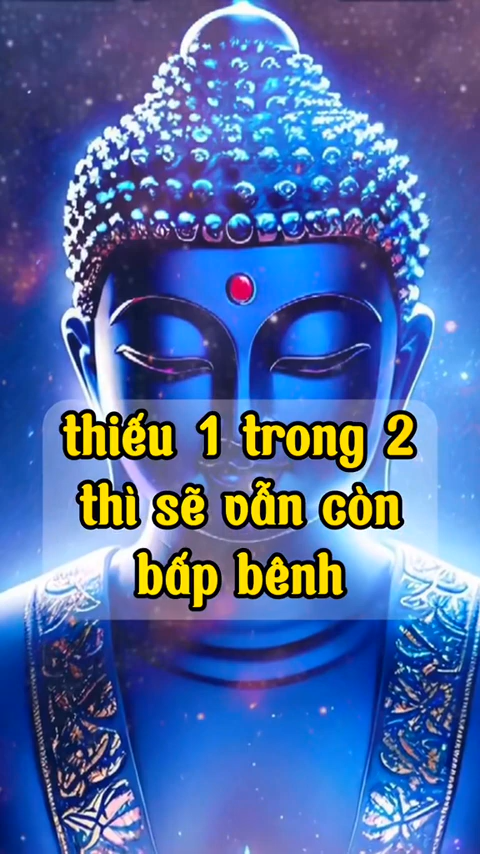 thiếu 1 trong 2
thì sẽ vẫn còn
bấp bênh